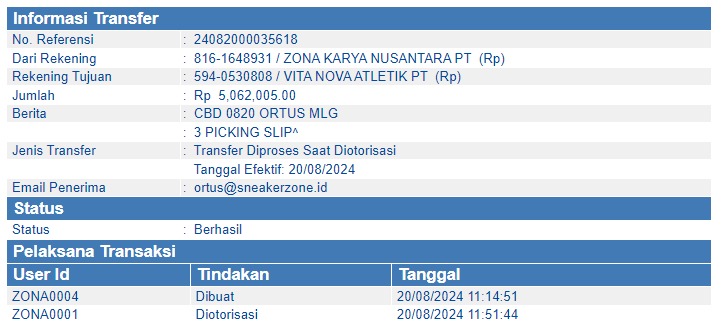 Informasi Transfer
No. Referensi : 24082000035618
Dari Rekening : 816-1648931 / ZONA KARYA NUSANTARA PT (Rp)
Rekening Tujuan : 594-0530808 / VITA NOVA ATLETIK PT (Rp)
Jumlah : Rp 5,062,005.00
Berita : CBD 0820 ORTUS MLG
: 3 PICKING SLIP^
Jenis Transfer : Transfer Diproses Saat Diotorisasi
Tanggal Efektif: 20/08/2024
Email Penerima : ortus@sneakerzone.id
Status
Status : Berhasil
Pelaksana Transaksi
User Id Tindakan Tanggal
ZONA0004 Dibuat 20/08/2024 11:14:51
ZONA0001 Diotorisasi 20/08/2024 11:51:44